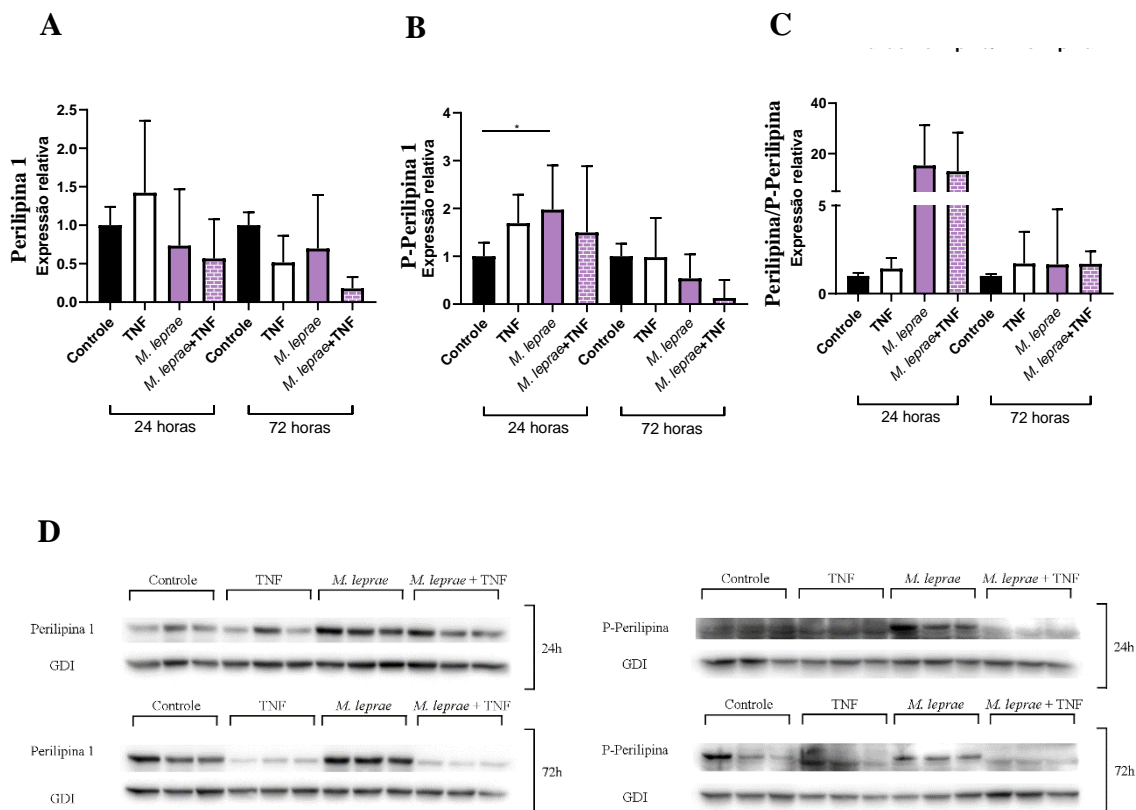 A
Perilipina 1
Expressão relativa
2.5
2.0
1.5
1.0
0.5
0.0
Controle
TNF
M. leprae
M. leprae+TNF
Controle
TNF
M. leprae
M. leprae+TNF
24 horas
72 horas
B
P-Perilipina 1
Expressão relativa
4
3
2
1
0
*
Controle
TNF
M. leprae
M. leprae+TNF
Controle
TNF
M. leprae
M. leprae+TNF
24 horas
72 horas
C
Perilipina/P-Perilipina
Expressão relativa
40
20
5
0
Controle
TNF
M. leprae
M. leprae+TNF
Controle
TNF
M. leprae
M. leprae+TNF
24 horas
72 horas
D
Controle TNF M. leprae M. leprae + TNF
Perilipina 1
GDI
24h
Controle TNF M. leprae M. leprae + TNF
Perilipina 1
GDI
72h
Controle TNF M. leprae M. leprae + TNF
P-Perilipina
GDI
24h
Controle TNF M. leprae M. leprae + TNF
P-Perilipina
GDI
72h